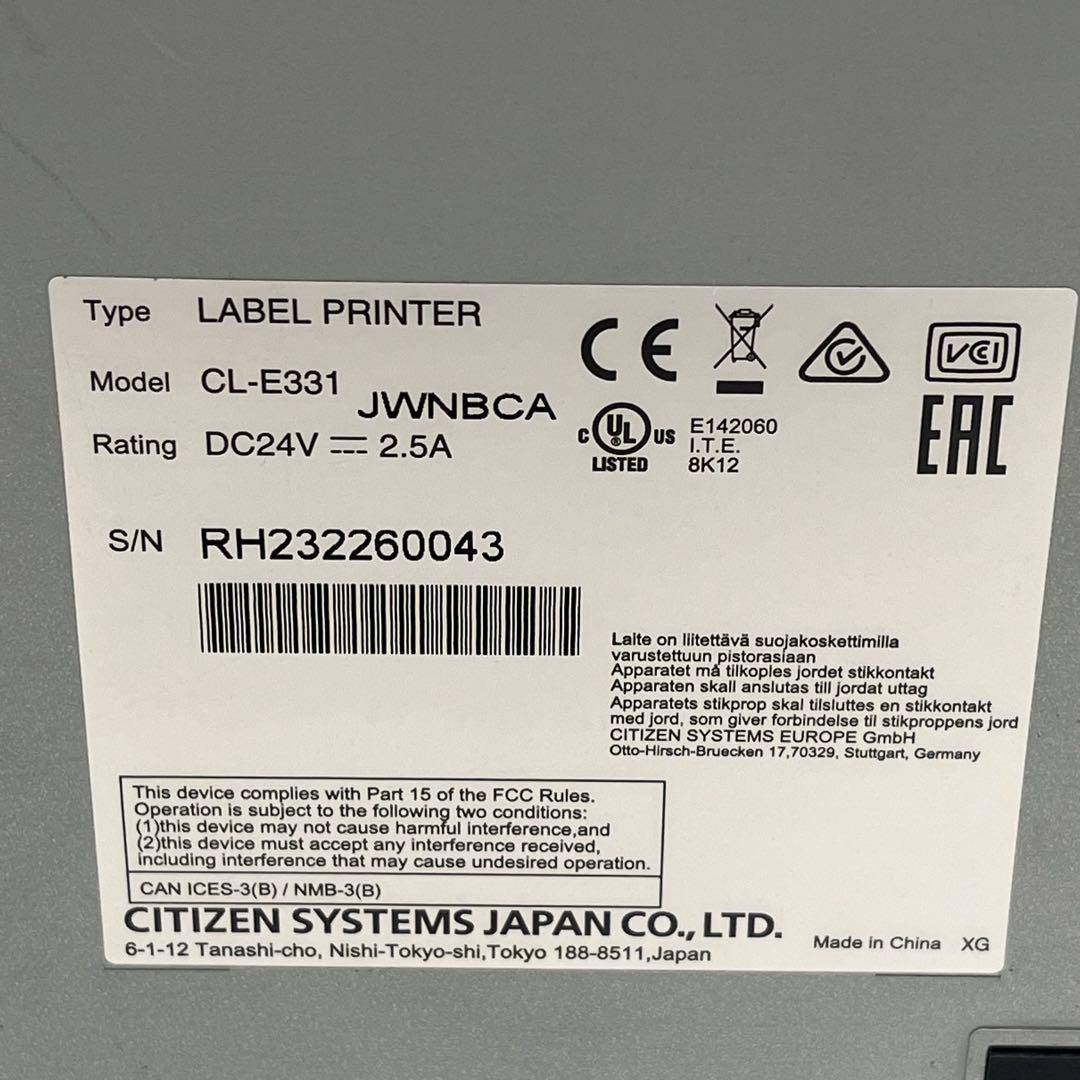 Type LABEL PRINTER
Model CL-E331
JWNBCA
Rating DC24V ⎓ 2.5A
CE
C UL US
LISTED
E142060
I.T.E.
8K12
VCCI
EAC
S/N RH232260043
Laite on liitettävä suojakoskettimilla
varustettuun pistorasiaan
Apparatet må tilkoples jordet stikkontakt
Apparaten skall anslutas till jordat uttag
Apparatets stikprop skal tilsluttes en stikkontakt
med jord, som giver forbindelse til stikproppens jord
CITIZEN SYSTEMS EUROPE GmbH
Otto-Hirsch-Bruecken 17,70329, Stuttgart, Germany
This device complies with Part 15 of the FCC Rules.
Operation is subject to the following two conditions:
(1)this device may not cause harmful interference,and
(2)this device must accept any interference received,
including interference that may cause undesired operation.
CAN ICES-3(B) / NMB-3(B)
CITIZEN SYSTEMS JAPAN CO., LTD.
6-1-12 Tanashi-cho, Nishi-Tokyo-shi,Tokyo 188-8511,Japan
Made in China XG